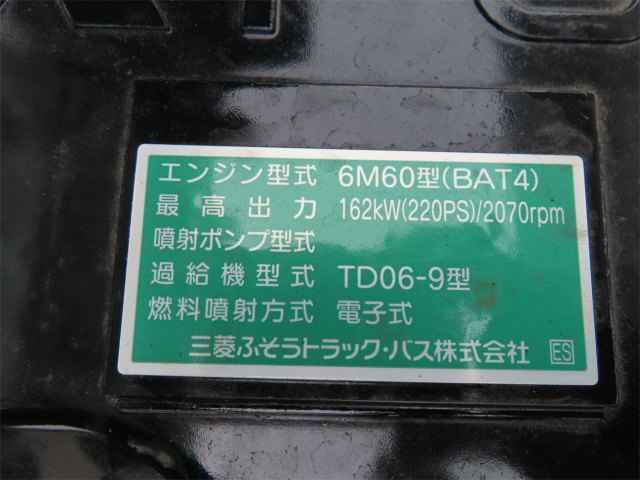 エンジン型式 6M60型(BAT4)
最高出力 162kW(220PS)/2070rpm
噴射ポンプ型式
過給機型式 TD06-9型
燃料噴射方式 電子式
三菱ふそうトラック・バス株式会社 ES